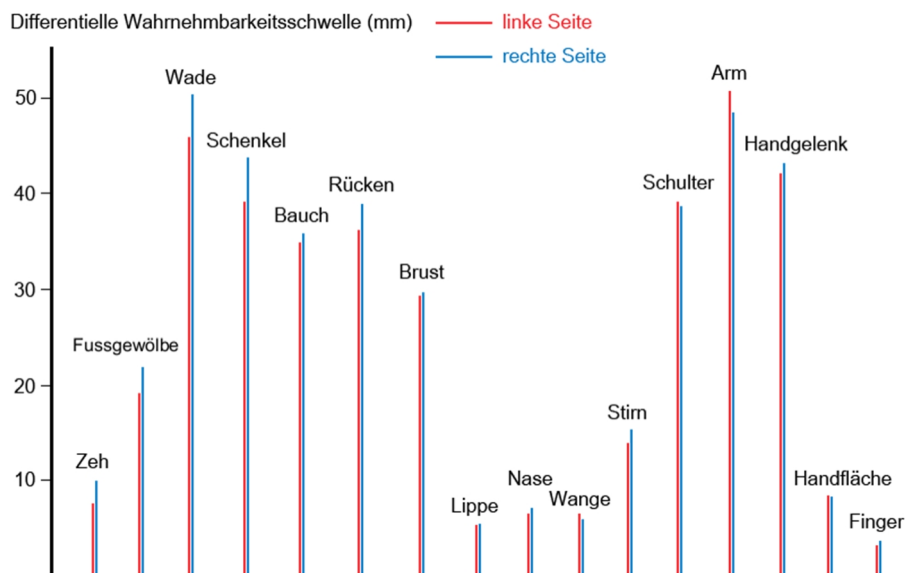 Differentielle Wahrnehmbarkeitsschwelle (mm)
linke Seite
rechte Seite
50
40
30
20
10
Zeh
Fussgewölbe
Wade
Schenkel
Bauch
Rücken
Brust
Lippe
Nase
Wange
Stirn
Schulter
Arm
Handgelenk
Handfläche
Finger